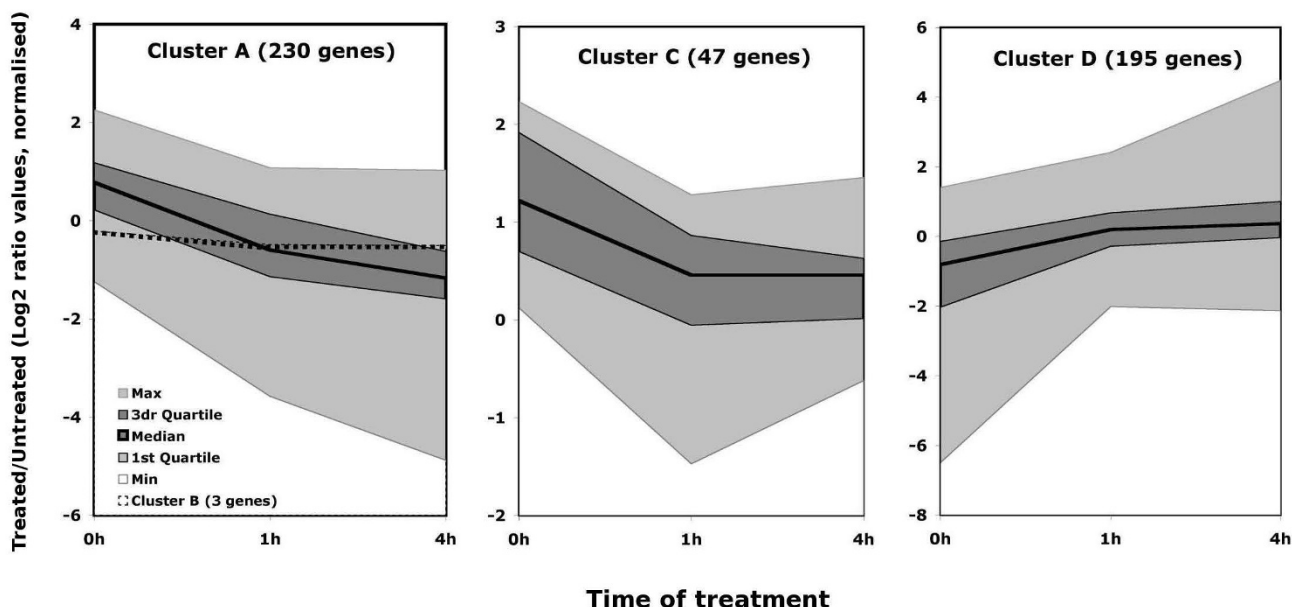 Treated/Untreated (Log2 ratio values, normalised)
Cluster A (230 genes)
4
2
0
-2
-4
-6
Max
3dr Quartile
Median
1st Quartile
Min
Cluster B (3 genes)
0h
1h
4h
Cluster C (47 genes)
3
2
1
0
-1
-2
0h
1h
4h
Cluster D (195 genes)
6
4
2
0
-2
-4
-6
-8
0h
1h
4h
Time of treatment